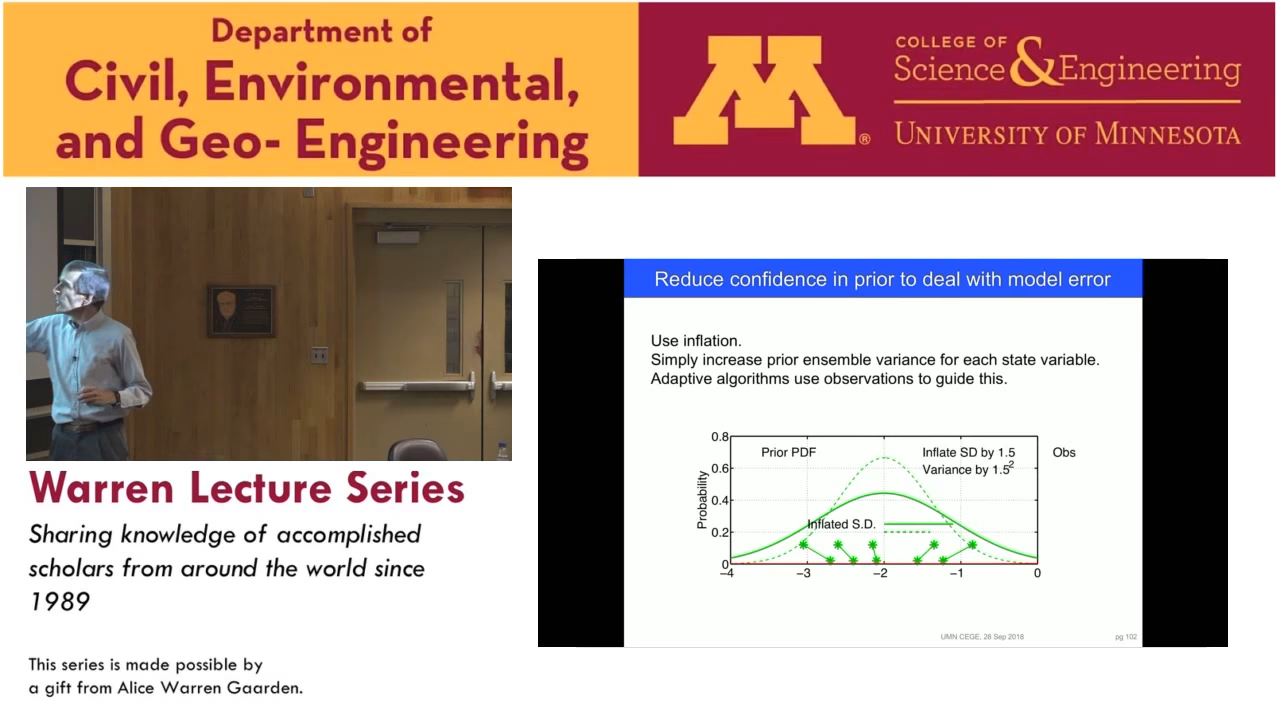 Department of
Civil, Environmental,
and Geo- Engineering
M®
COLLEGE OF
Science & Engineering
UNIVERSITY OF MINNESOTA
Warren Lecture Series
Sharing knowledge of accomplished
scholars from around the world since
1989
This series is made possible by
a gift from Alice Warren Gaarden.
Reduce confidence in prior to deal with model error
Use inflation.
Simply increase prior ensemble variance for each state variable.
Adaptive algorithms use observations to guide this.
0.8
Prior PDF
Inflate SD by 1.5
Obs
0.6
Variance by 1.5²
Probability
0.4
0.2
Inflated S.D.
0
−4
−3
−2
−1
0
UMN CEGE, 28 Sep 2018
pg 102